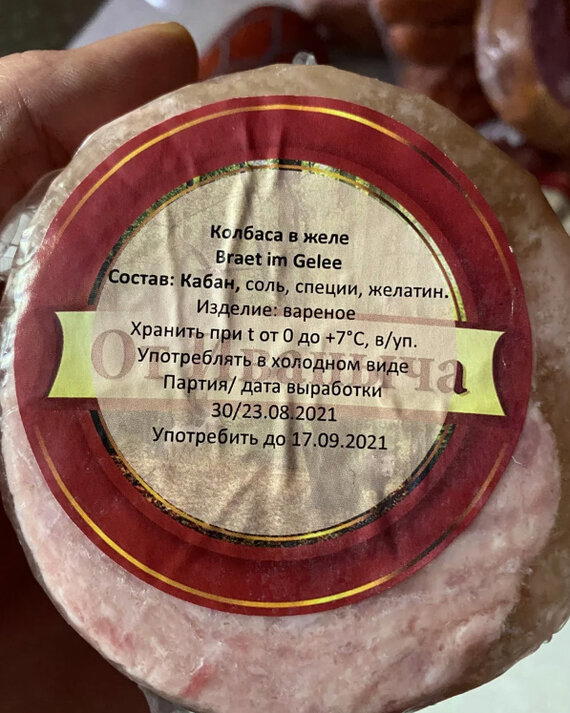 Колбаса в желе
Braet im Gelee
Состав: Кабан, соль, специи, желатин.
Изделие: вареное
Хранить при t от 0 до +7°С, в/уп.
Употреблять в холодном виде
Партия/ дата выработки
30/23.08.2021
Употребить до 17.09.2021